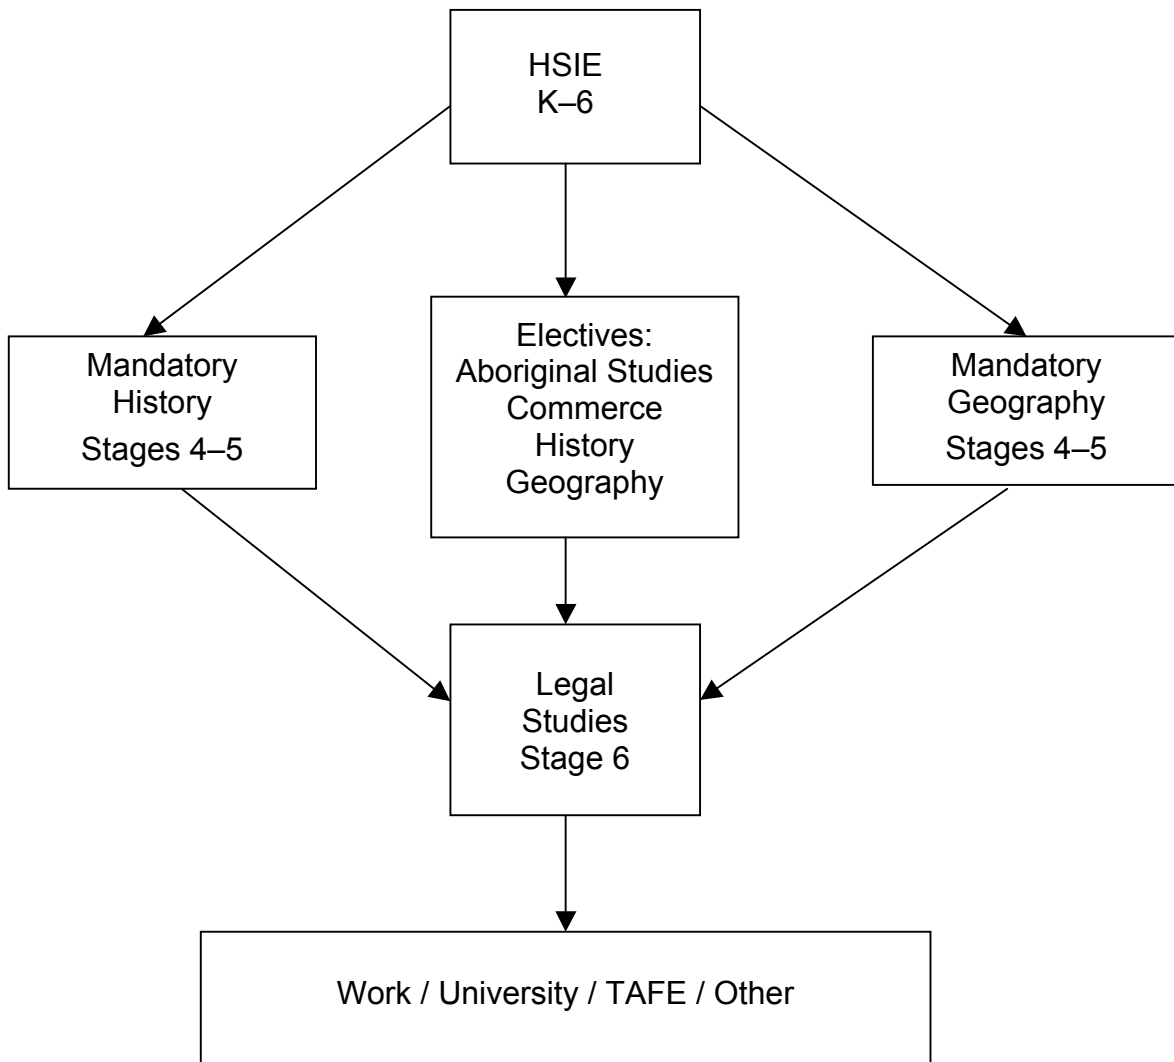 HSIE
K–6
Mandatory
History
Stages 4–5
Electives:
Aboriginal Studies
Commerce
History
Geography
Mandatory
Geography
Stages 4–5
Legal
Studies
Stage 6
Work / University / TAFE / Other